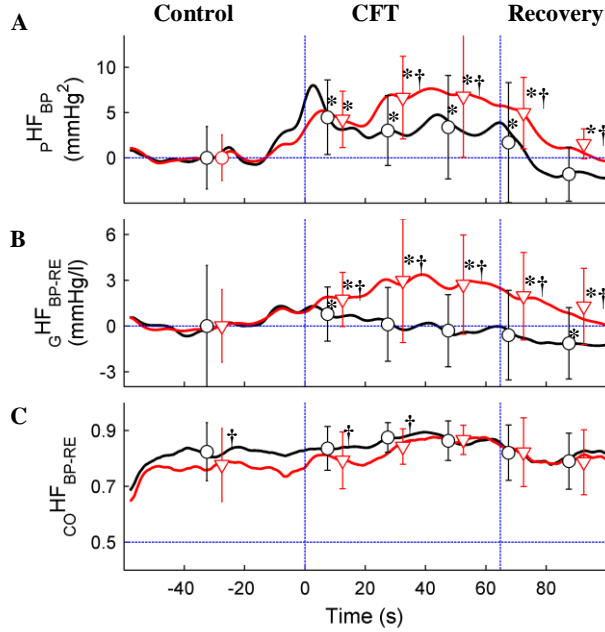 Control CFT Recovery
A
PHFBP
(mmHg2)
10
5
0
* * *† * *† * *† * *† *†
B
GHFBP-RE
(mmHg/l)
3
0
-3
* *† *† *† *† * *†
C
COHFBP-RE
0.9
0.7
0.5
† † †
-40 -20 0 20 40 60 80
Time (s)